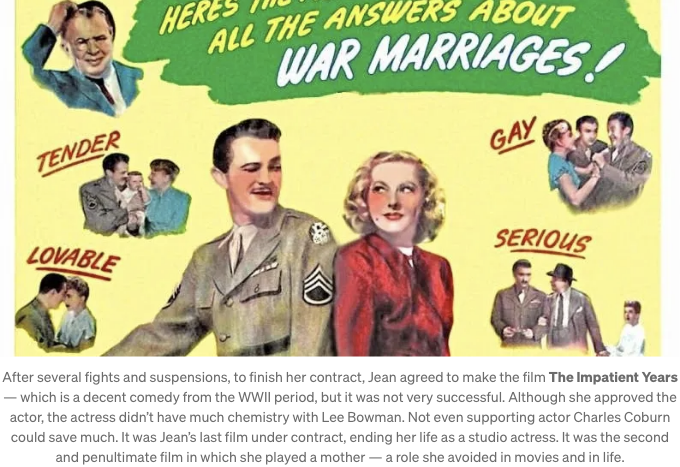 HERE'S THE
ALL THE ANSWERS ABOUT
WAR MARRIAGES!
TENDER
GAY
LOVABLE
SERIOUS
After several fights and suspensions, to finish her contract, Jean agreed to make the film The Impatient Years
— which is a decent comedy from the WWII period, but it was not very successful. Although she approved the
actor, the actress didn't have much chemistry with Lee Bowman. Not even supporting actor Charles Coburn
could save much. It was Jean's last film under contract, ending her life as a studio actress. It was the second
and penultimate film in which she played a mother — a role she avoided in movies and in life.